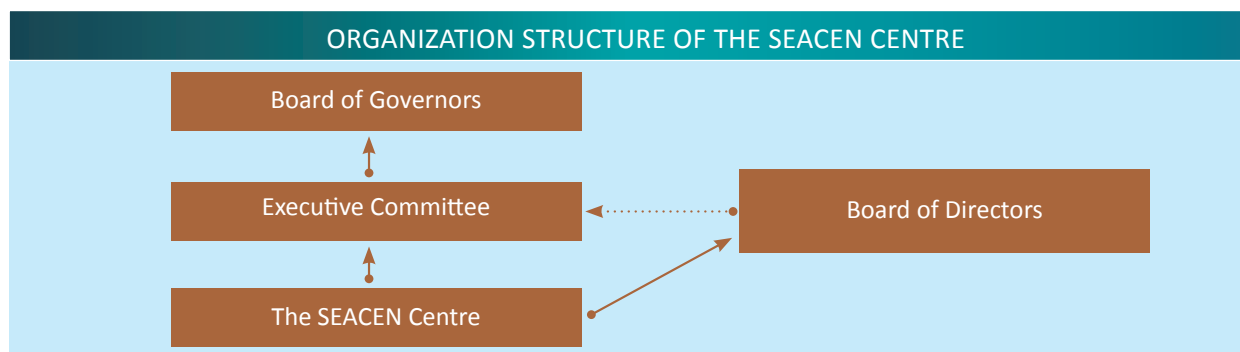 ORGANIZATION STRUCTURE OF THE SEACEN CENTRE
Board of Governors
Executive Committee
Board of Directors
The SEACEN Centre